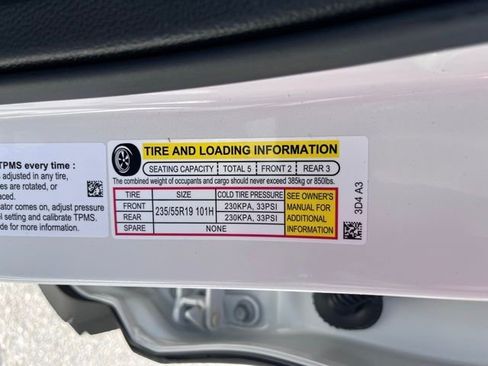 TPMS every time :
adjusted in any tire,
es are rotated, or
aced.
ator comes on, adjust pressure
el setting and calibrate TPMS.
de for more information.
TIRE AND LOADING INFORMATION
SEATING CAPACITY TOTAL 5 FRONT 2 REAR 3
The combined weight of occupants and cargo should never exceed 385kg or 850lbs.
TIRE SIZE COLD TIRE PRESSURE
FRONT 235/55R19 101H 230KPA, 33PSI
REAR 230KPA, 33PSI
SPARE NONE
SEE OWNER'S
MANUAL FOR
ADDITIONAL
INFORMATION
3D4 A3